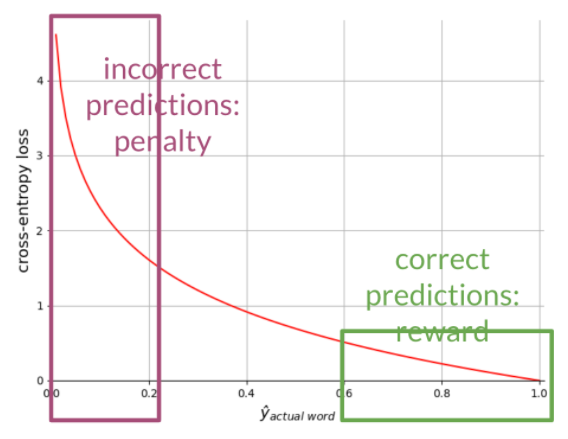 incorrect
predictions:
penalty
correct
predictions:
reward
cross-entropy loss
4
3
2
1
0
0.0 0.2 0.4 0.6 0.8 1.0
ŷ actual word